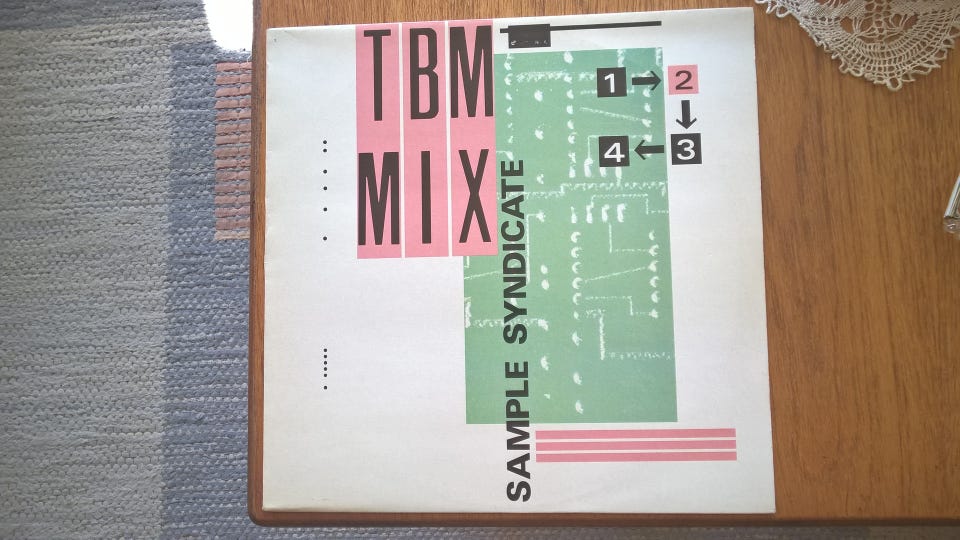 TBM
MIX
1 → 2
↓
4 ← 3
SAMPLE SYNDICATE